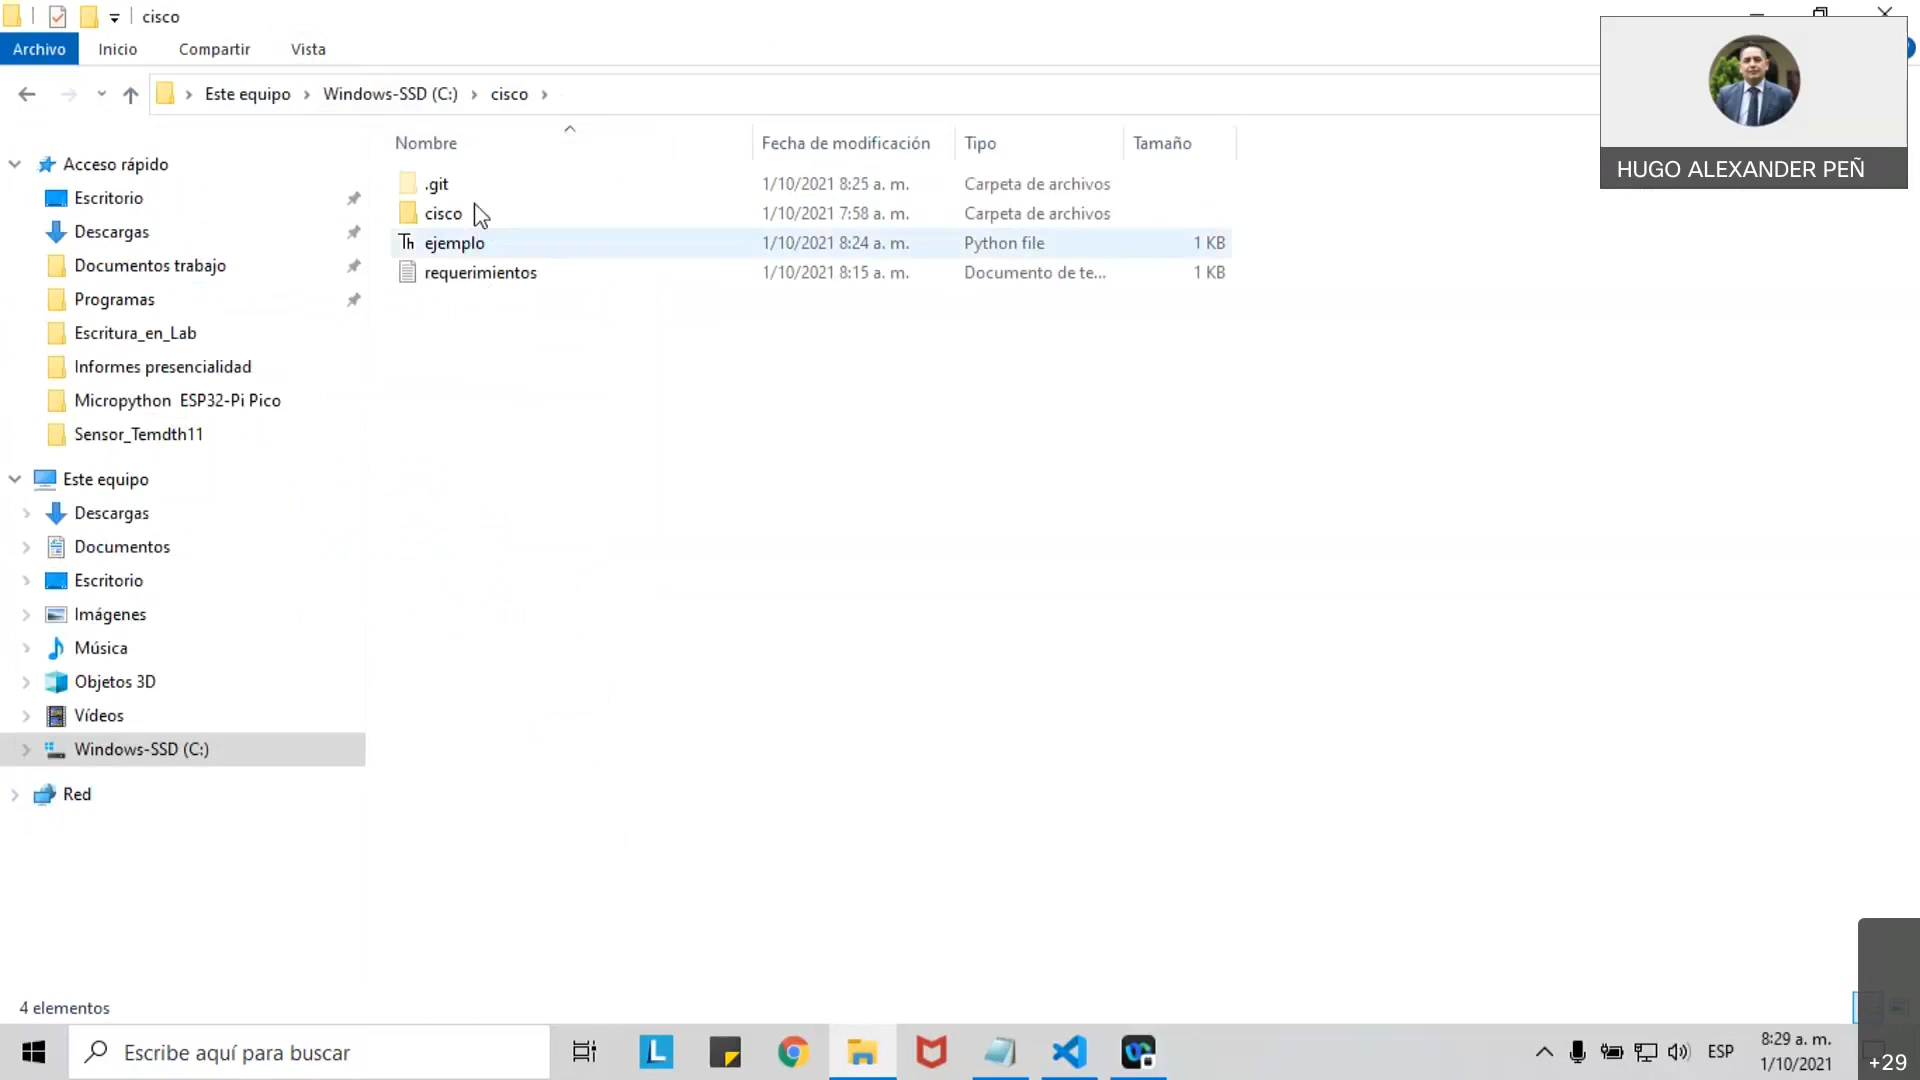 cisco
Archivo Inicio Compartir Vista
Este equipo Windows-SSD (C:) cisco
HUGO ALEXANDER PEÑ
Nombre Fecha de modificación Tipo Tamaño
.git 1/10/2021 8:25 a. m. Carpeta de archivos
cisco 1/10/2021 7:58 a. m. Carpeta de archivos
ejemplo 1/10/2021 8:24 a. m. Python file 1 KB
requerimientos 1/10/2021 8:15 a. m. Documento de te... 1 KB
Acceso rápido
Escritorio
Descargas
Documentos trabajo
Programas
Escritura_en_Lab
Informes presencialidad
Micropython ESP32-Pi Pico
Sensor_Temdth11
Este equipo
Descargas
Documentos
Escritorio
Imágenes
Música
Objetos 3D
Vídeos
Windows-SSD (C:)
Red
4 elementos
Escribe aquí para buscar
ESP
8:29 a. m.
1/10/2021
+29